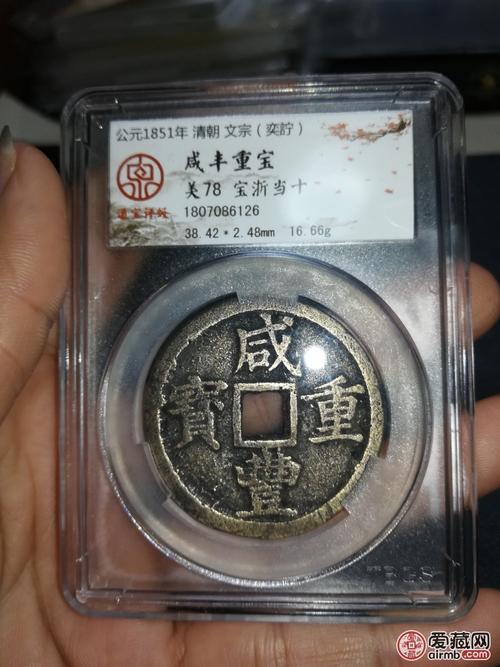 公元1851年 清朝 文宗（奕詝）
咸丰重宝
美78 宝浙当十
1807086126
38.42*2.48mm 16.66g
咸豐重寶
TBGS
爱藏网
airmb.com